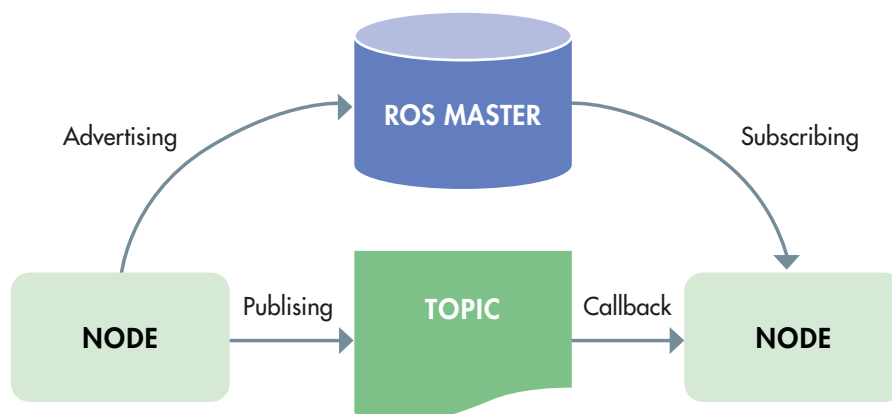 ROS MASTER
Advertising
Subscribing
NODE
Publising
TOPIC
Callback
NODE